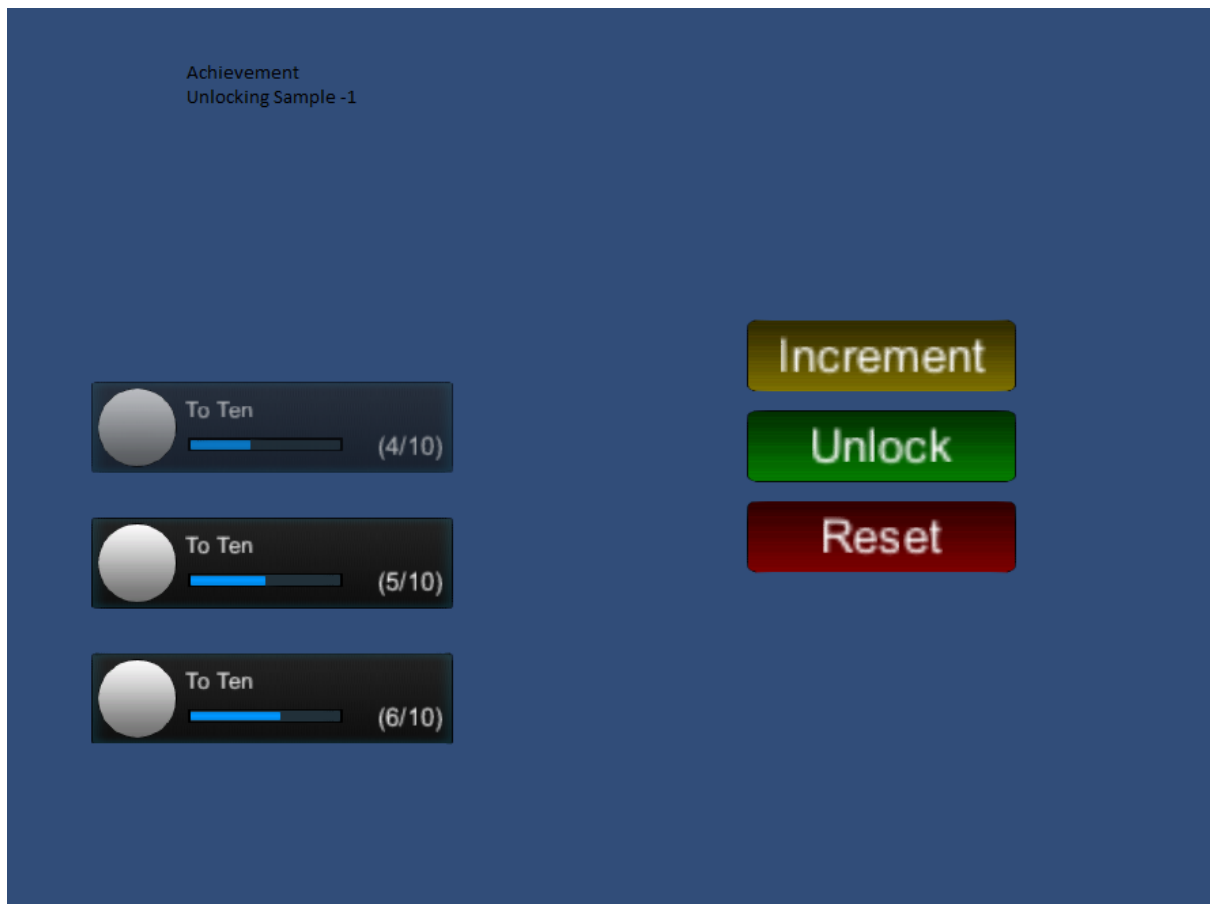 Achievement
Unlocking Sample -1
To Ten
(4/10)
To Ten
(5/10)
To Ten
(6/10)
Increment
Unlock
Reset